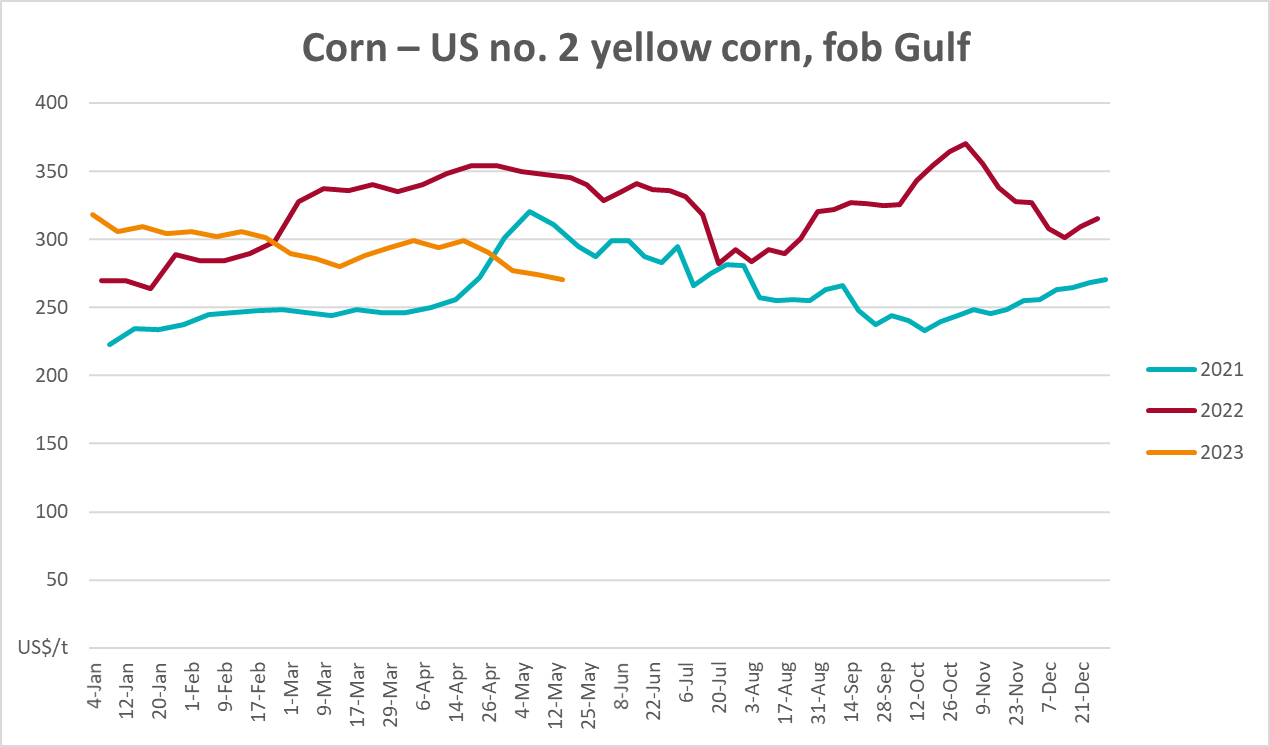 Corn – US no. 2 yellow corn, fob Gulf
400
350
300
250
200
150
100
50
US$/t
4-Jan
12-Jan
20-Jan
1-Feb
9-Feb
17-Feb
1-Mar
9-Mar
17-Mar
29-Mar
6-Apr
14-Apr
26-Apr
4-May
12-May
25-May
8-Jun
22-Jun
6-Jul
20-Jul
3-Aug
17-Aug
31-Aug
14-Sep
28-Sep
12-Oct
26-Oct
9-Nov
23-Nov
7-Dec
21-Dec
2021
2022
2023